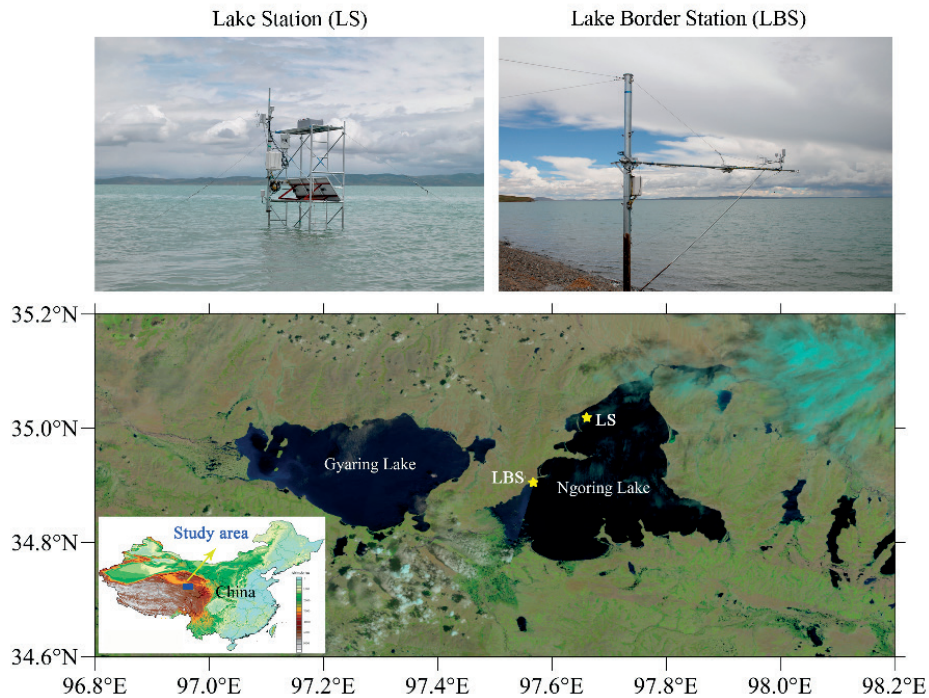 Lake Station (LS)
Lake Border Station (LBS)
35.2°N
35.0°N
34.8°N
34.6°N
LS
Gyaring Lake
LBS
Ngoring Lake
Study area
China
96.8°E
97.0°E
97.2°E
97.4°E
97.6°E
97.8°E
98.0°E
98.2°E